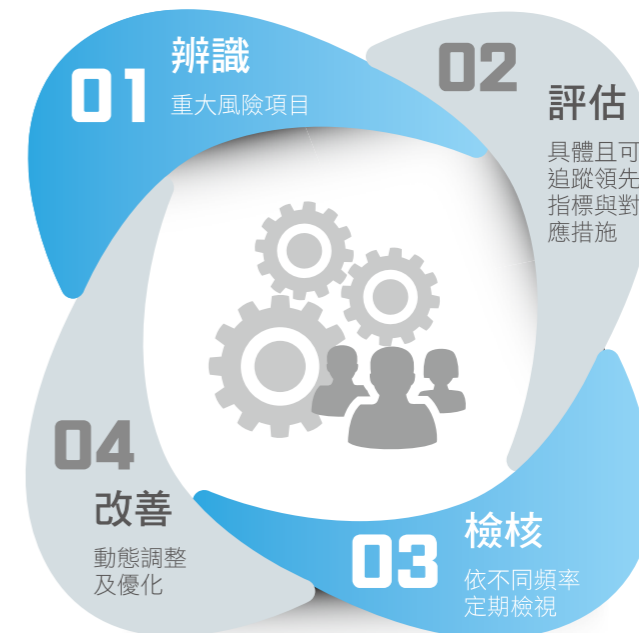 01
辨識
重大風險項目
02
評估
具體且可
追蹤領先
指標與對
應措施
03
檢核
依不同頻率
定期檢視
04
改善
動態調整
及優化